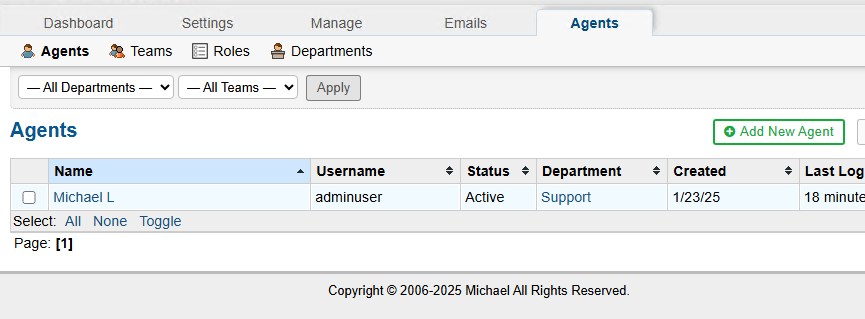 Dashboard Settings Manage Emails Agents
Agents Teams Roles Departments
— All Departments — — All Teams — Apply
Agents Add New Agent
Name Username Status Department Created Last Log
Michael L adminuser Active Support 1/23/25 18 minute
Select: All None Toggle
Page: [1]
Copyright © 2006-2025 Michael All Rights Reserved.